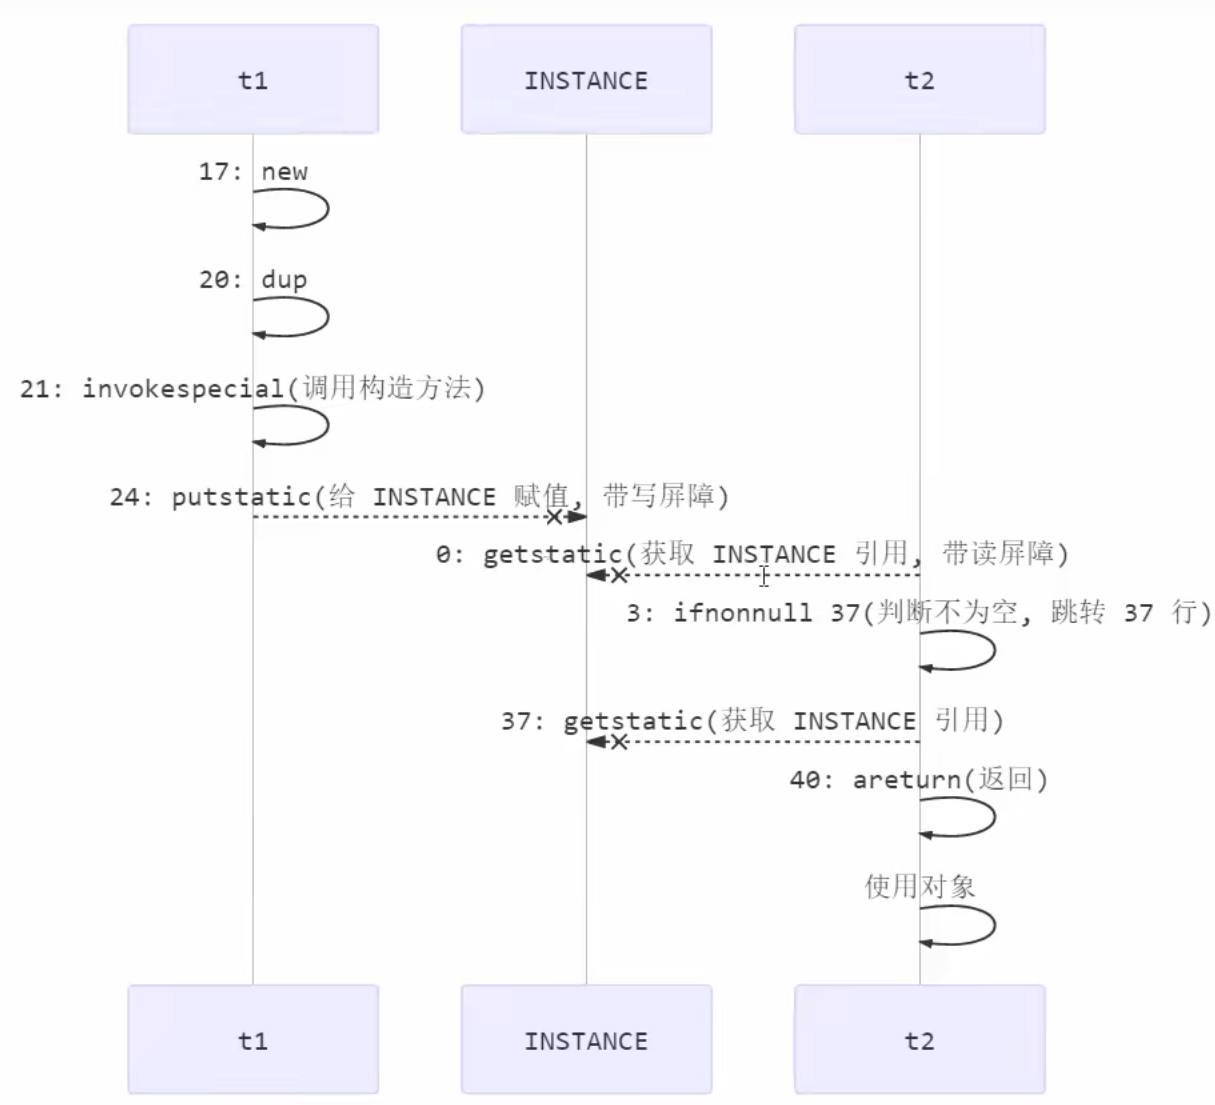 t1 INSTANCE t2
17: new
20: dup
21: invokespecial(调用构造方法)
24: putstatic(给 INSTANCE 赋值, 带写屏障)
0: getstatic(获取 INSTANCE 引用, 带读屏障)
3: ifnonnull 37(判断不为空, 跳转 37 行)
37: getstatic(获取 INSTANCE 引用)
40: areturn(返回)
使用对象
t1 INSTANCE t2